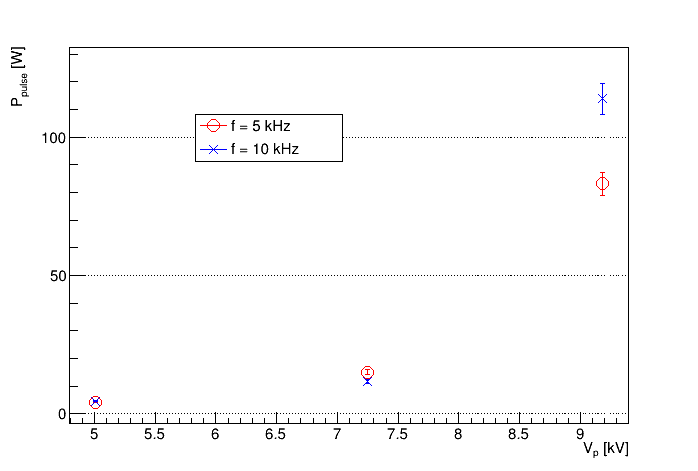 P_pulse [W]
f = 5 kHz
f = 10 kHz
100
50
0
5 5.5 6 6.5 7 7.5 8 8.5 9
V_p [kV]